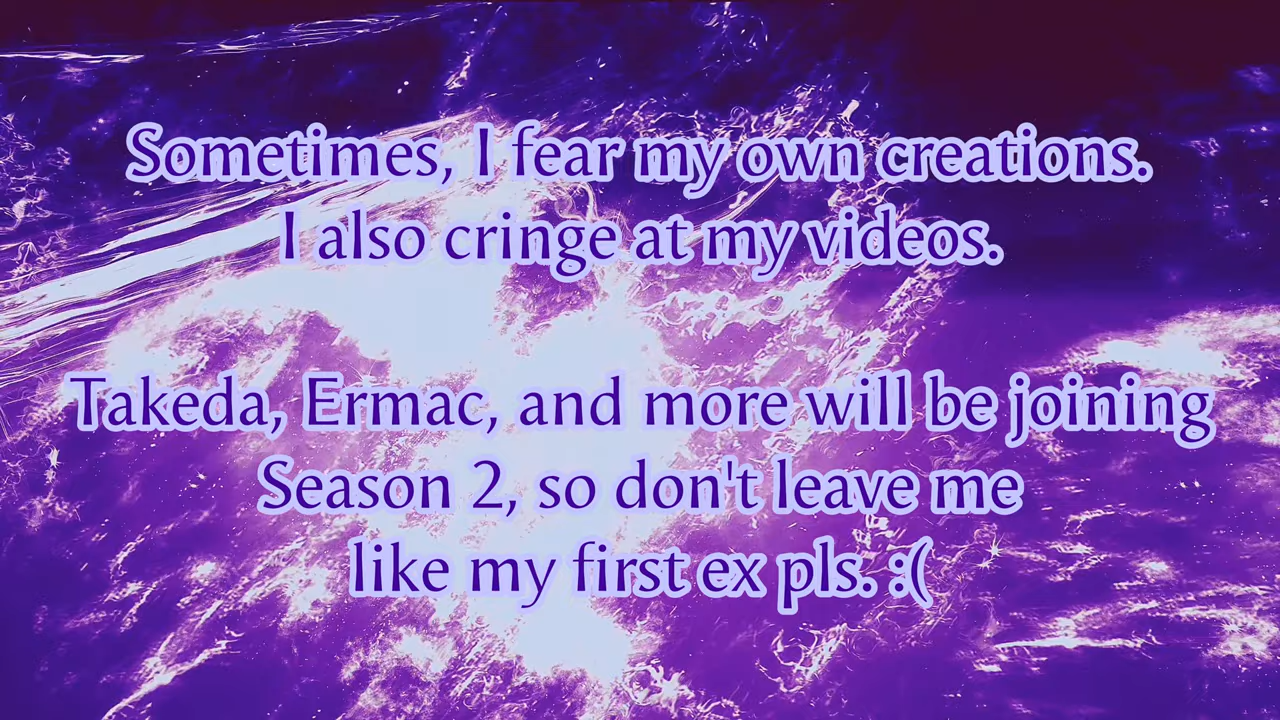 Sometimes, I fear my own creations.
I also cringe at my videos.
Takeda, Ermac, and more will be joining
Season 2, so don't leave me
like my first ex pls. :(